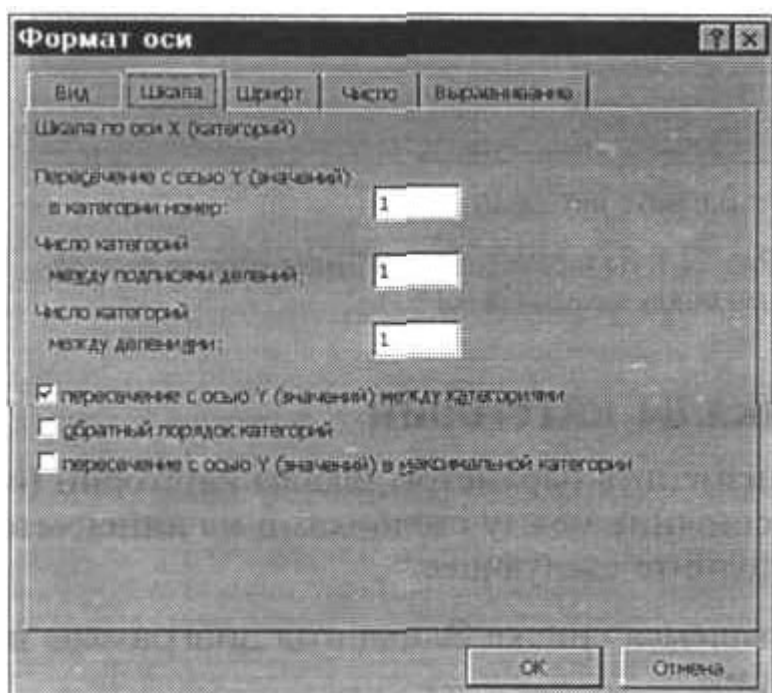 Формат оси
Вид Шкала Шрифт Число Выравнивание
Шкала по оси X (категорий)
Пересечение с осью Y (значений)
в категории номер: 1
Число категорий
между подписями делений: 1
Число категорий
между делениями: 1
пересечение с осью Y (значений) между категориями
обратный порядок категорий
пересечение с осью Y (значений) в максимальной категории
OK Отмена